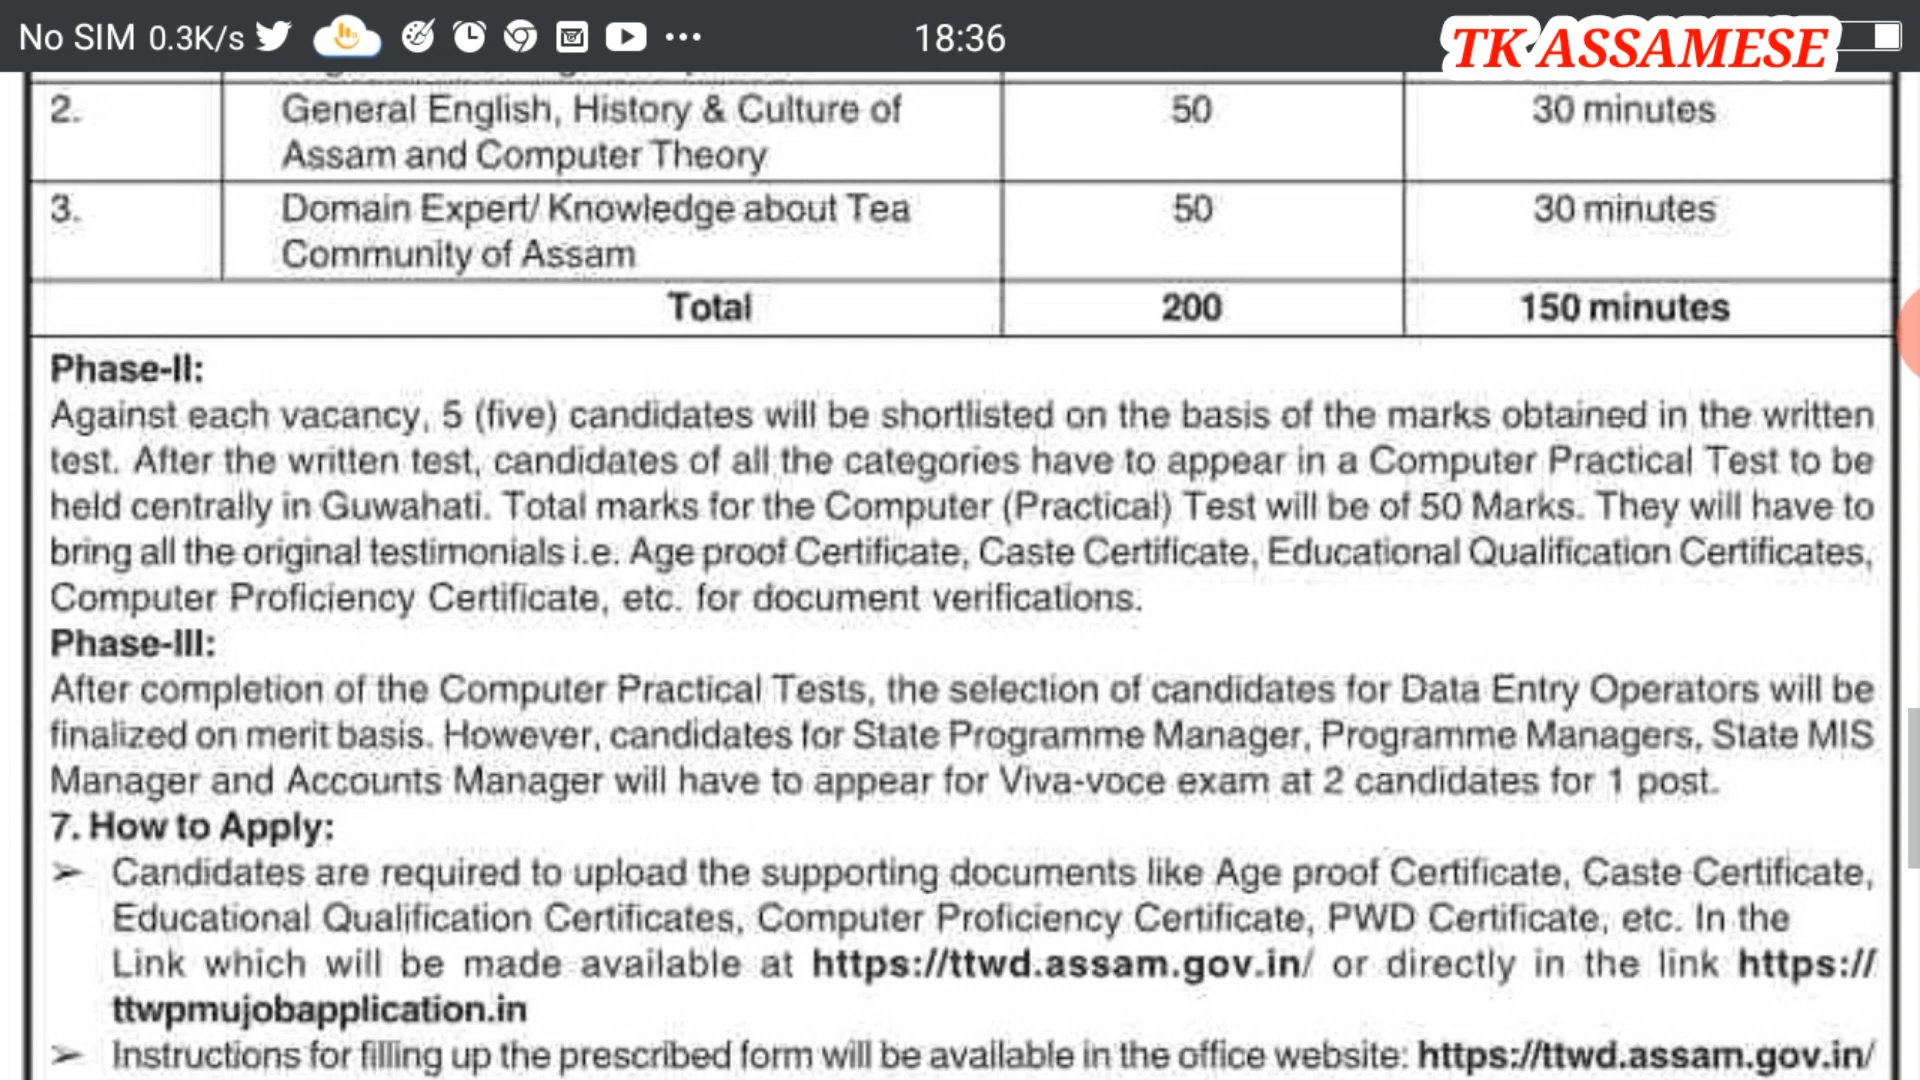 No SIM 0.3K/s 18:36
TK ASSAMESE
2. General English, History & Culture of 50 30 minutes
Assam and Computer Theory
3. Domain Expert/ Knowledge about Tea 50 30 minutes
Community of Assam
Total 200 150 minutes
Phase-II:
Against each vacancy, 5 (five) candidates will be shortlisted on the basis of the marks obtained in the written
test. After the written test, candidates of all the categories have to appear in a Computer Practical Test to be
held centrally in Guwahati. Total marks for the Computer (Practical) Test will be of 50 Marks. They will have to
bring all the original testimonials i.e. Age proof Certificate, Caste Certificate, Educational Qualification Certificates,
Computer Proficiency Certificate, etc. for document verifications.
Phase-III:
After completion of the Computer Practical Tests, the selection of candidates for Data Entry Operators will be
finalized on merit basis. However, candidates for State Programme Manager, Programme Managers, State MIS
Manager and Accounts Manager will have to appear for Viva-voce exam at 2 candidates for 1 post.
7. How to Apply:
➢ Candidates are required to upload the supporting documents like Age proof Certificate, Caste Certificate,
Educational Qualification Certificates, Computer Proficiency Certificate, PWD Certificate, etc. In the
Link which will be made available at https://ttwd.assam.gov.in/ or directly in the link https://
ttwpmujobapplication.in
➢ Instructions for filling up the prescribed form will be available in the office website: https://ttwd.assam.gov.in/